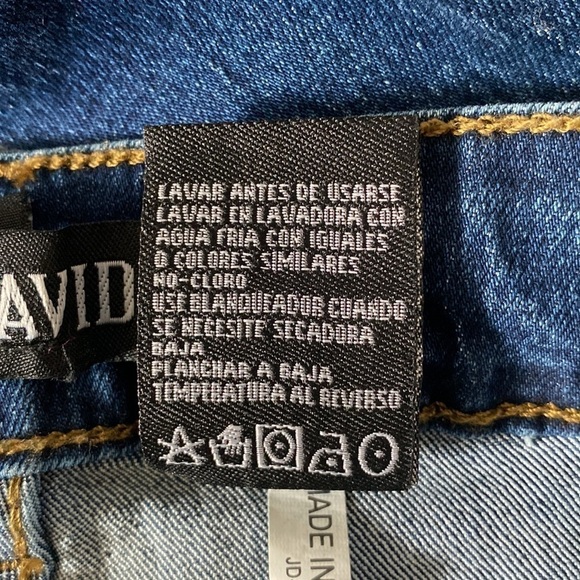 LAVAR ANTES DE USARSE
LAVAR EN LAVADORA CON
AGUA FRIA CON IGUALES
O COLORES SIMILARES
NO-CLORO
USE BLANQUEADOR CUANDO
SE NECESITE SECADORA
BAJA
PLANCHAR A BAJA
TEMPERATURA AL REVERSO
AVID
MADE IN
JD